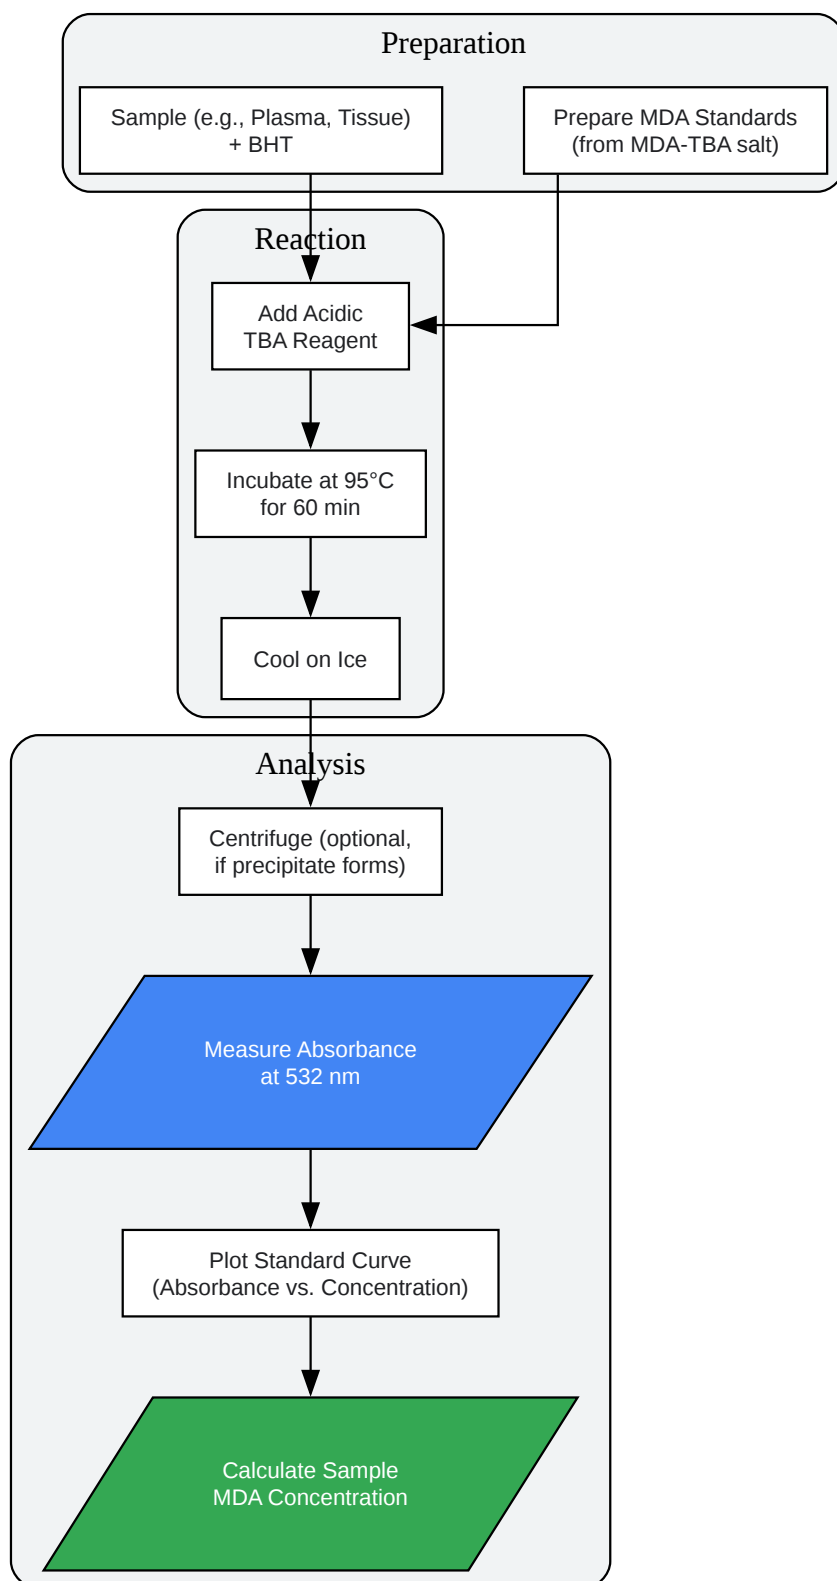 Preparation
Sample (e.g., Plasma, Tissue)
+ BHT
Prepare MDA Standards
(from MDA-TBA salt)
Reaction
Add Acidic
TBA Reagent
Incubate at 95°C
for 60 min
Cool on Ice
Analysis
Centrifuge (optional,
if precipitate forms)
Measure Absorbance
at 532 nm
Plot Standard Curve
(Absorbance vs. Concentration)
Calculate Sample
MDA Concentration